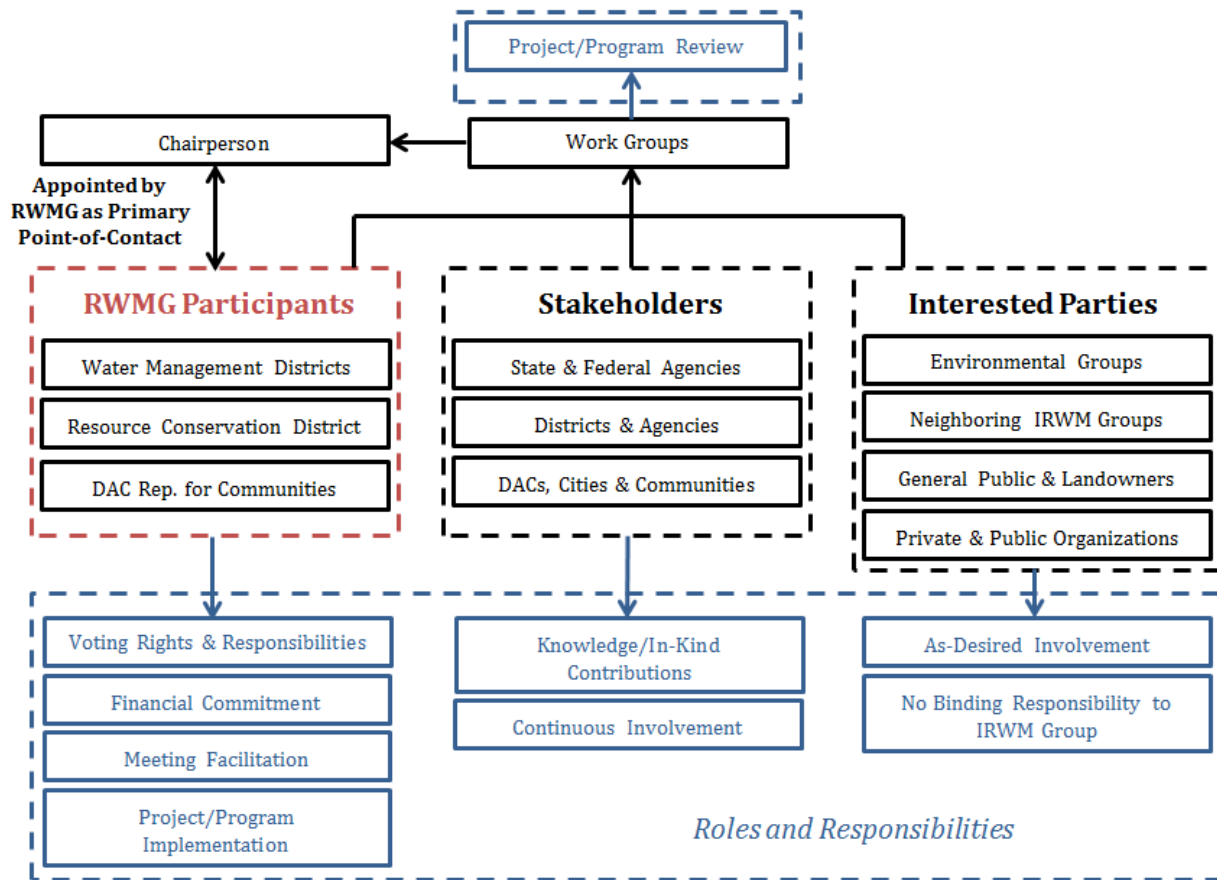 Project/Program Review
Chairperson
Work Groups
Appointed by
RWMG as Primary
Point-of-Contact
RWMG Participants
Water Management Districts
Resource Conservation District
DAC Rep. for Communities
Stakeholders
State & Federal Agencies
Districts & Agencies
DACs, Cities & Communities
Interested Parties
Environmental Groups
Neighboring IRWM Groups
General Public & Landowners
Private & Public Organizations
Voting Rights & Responsibilities
Financial Commitment
Meeting Facilitation
Project/Program
Implementation
Knowledge/In-Kind
Contributions
Continuous Involvement
As-Desired Involvement
No Binding Responsibility to
IRWM Group
Roles and Responsibilities